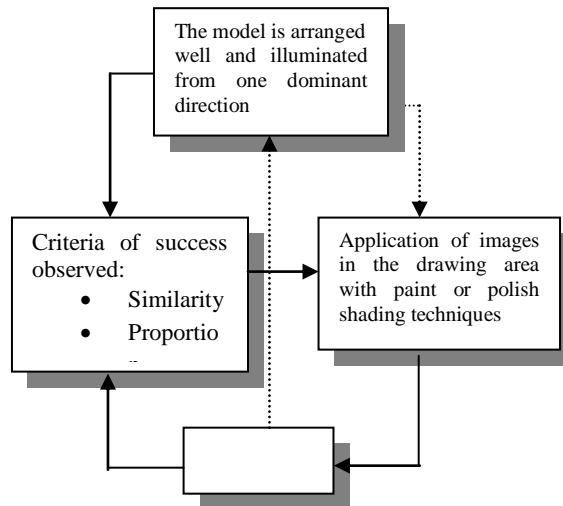 The model is arranged
well and illuminated
from one dominant
direction
Criteria of success
observed:
• Similarity
• Proportio
Application of images
in the drawing area
with paint or polish
shading techniques